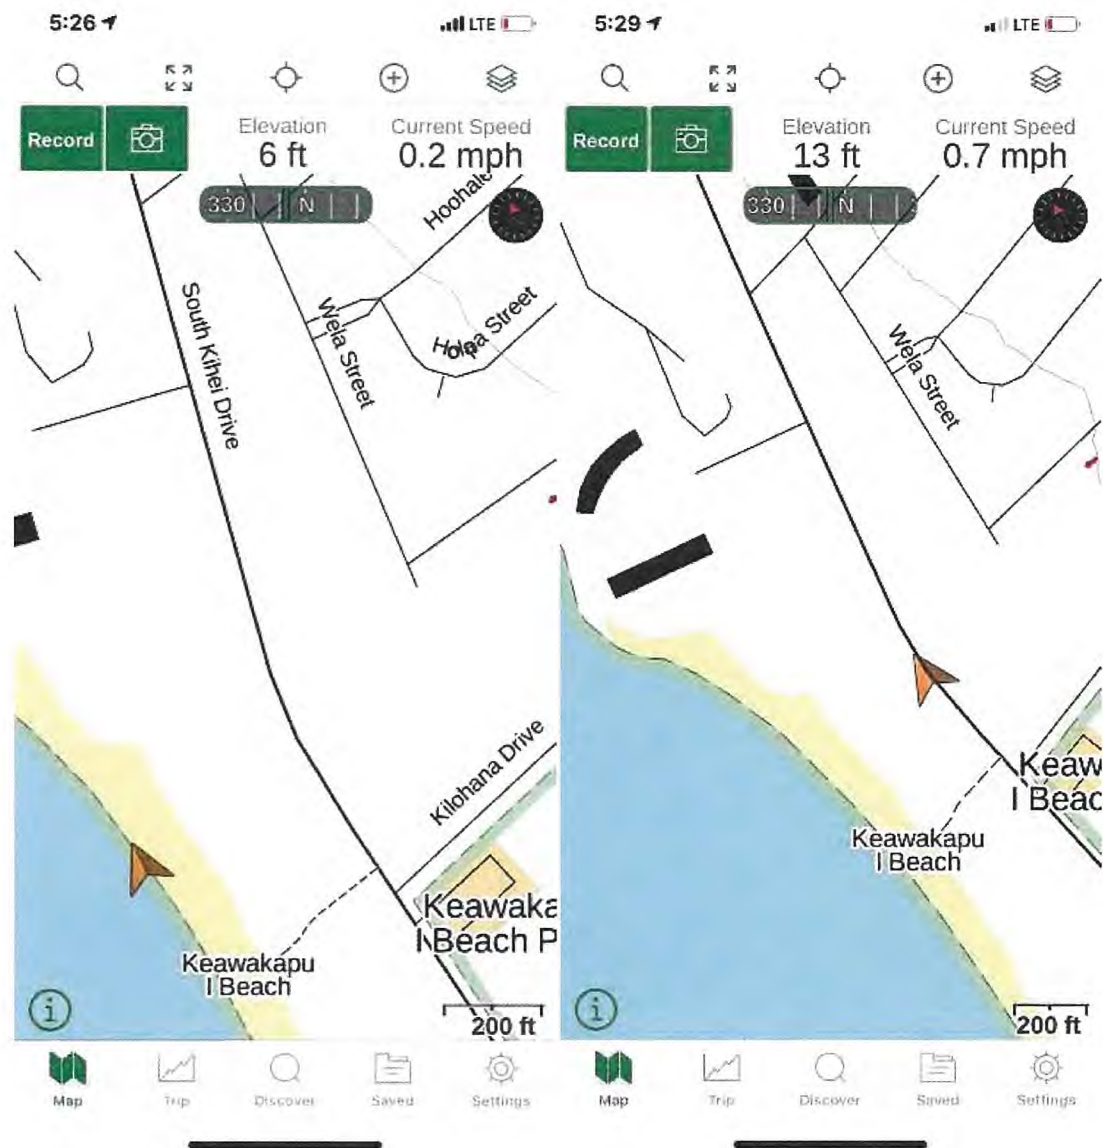 5:26
LTE
Record
Elevation
6 ft
Current Speed
0.2 mph
330
N
Hoohale
South Kihei Drive
Wela Street
Street
Kilohana Drive
Keawaka
I Beach P
Keawakapu
I Beach
200 ft
Map
Trip
Discover
Saved
Settings
5:29
LTE
Record
Elevation
13 ft
Current Speed
0.7 mph
330
N
Wela Street
Keaw
I Beac
Keawakapu
I Beach
200 ft
Map
Trip
Discover
Saved
Settings